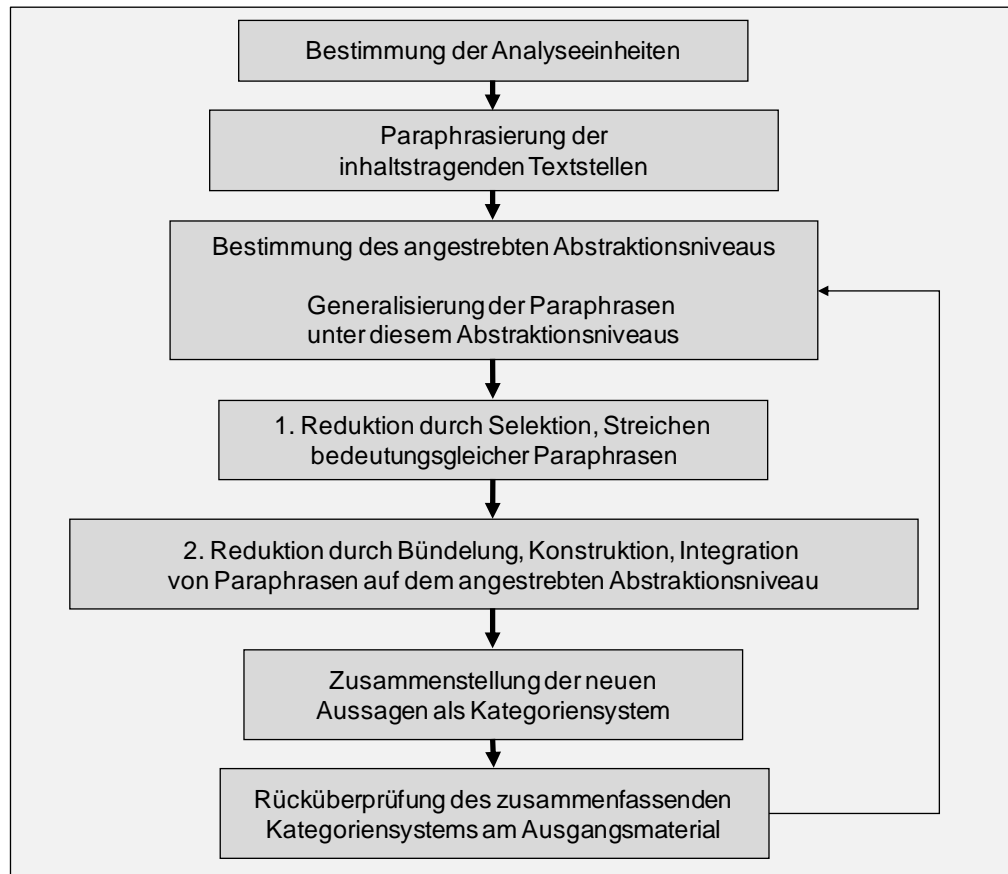 Bestimmung der Analyseeinheiten
Paraphrasierung der
inhaltstragenden Textstellen
Bestimmung des angestrebten Abstraktionsniveaus
Generalisierung der Paraphrasen
unter diesem Abstraktionsniveaus
1. Reduktion durch Selektion, Streichen
bedeutungsgleicher Paraphrasen
2. Reduktion durch Bündelung, Konstruktion, Integration
von Paraphrasen auf dem angestrebten Abstraktionsniveau
Zusammenstellung der neuen
Aussagen als Kategoriensystem
Rücküberprüfung des zusammenfassenden
Kategoriensystems am Ausgangsmaterial